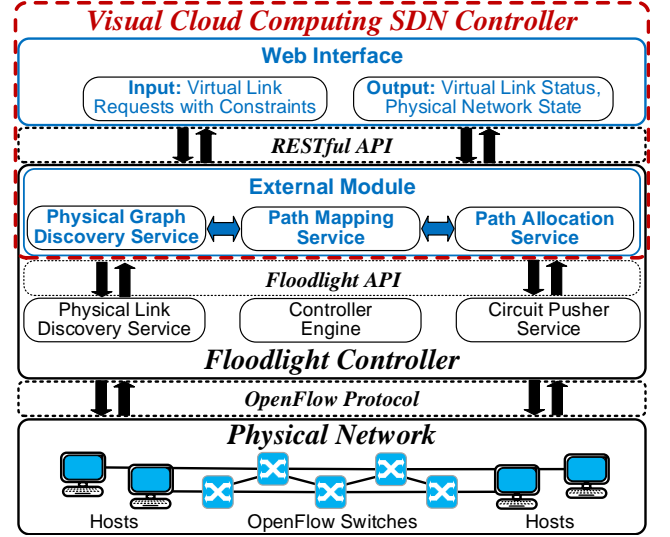 Visual Cloud Computing SDN Controller
Web Interface
Input: Virtual Link
Requests with Constraints
Output: Virtual Link Status,
Physical Network State
RESTful API
External Module
Physical Graph
Discovery Service
Path Mapping
Service
Path Allocation
Service
Floodlight API
Physical Link
Discovery Service
Controller
Engine
Circuit Pusher
Service
Floodlight Controller
OpenFlow Protocol
Physical Network
Hosts
OpenFlow Switches
Hosts